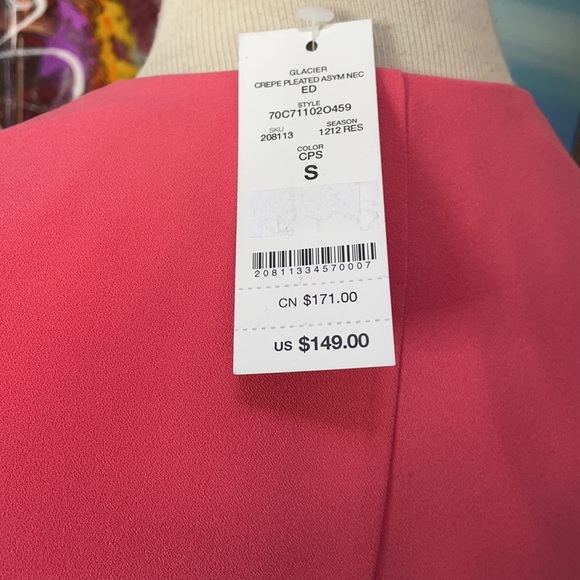 GLACIER
CREPE PLEATED ASYM NEC
ED
STYLE
70C71102O459
SKU SEASON
208113 1212 RES
COLOR
CPS
S
20811334570007
CN $171.00
US $149.00